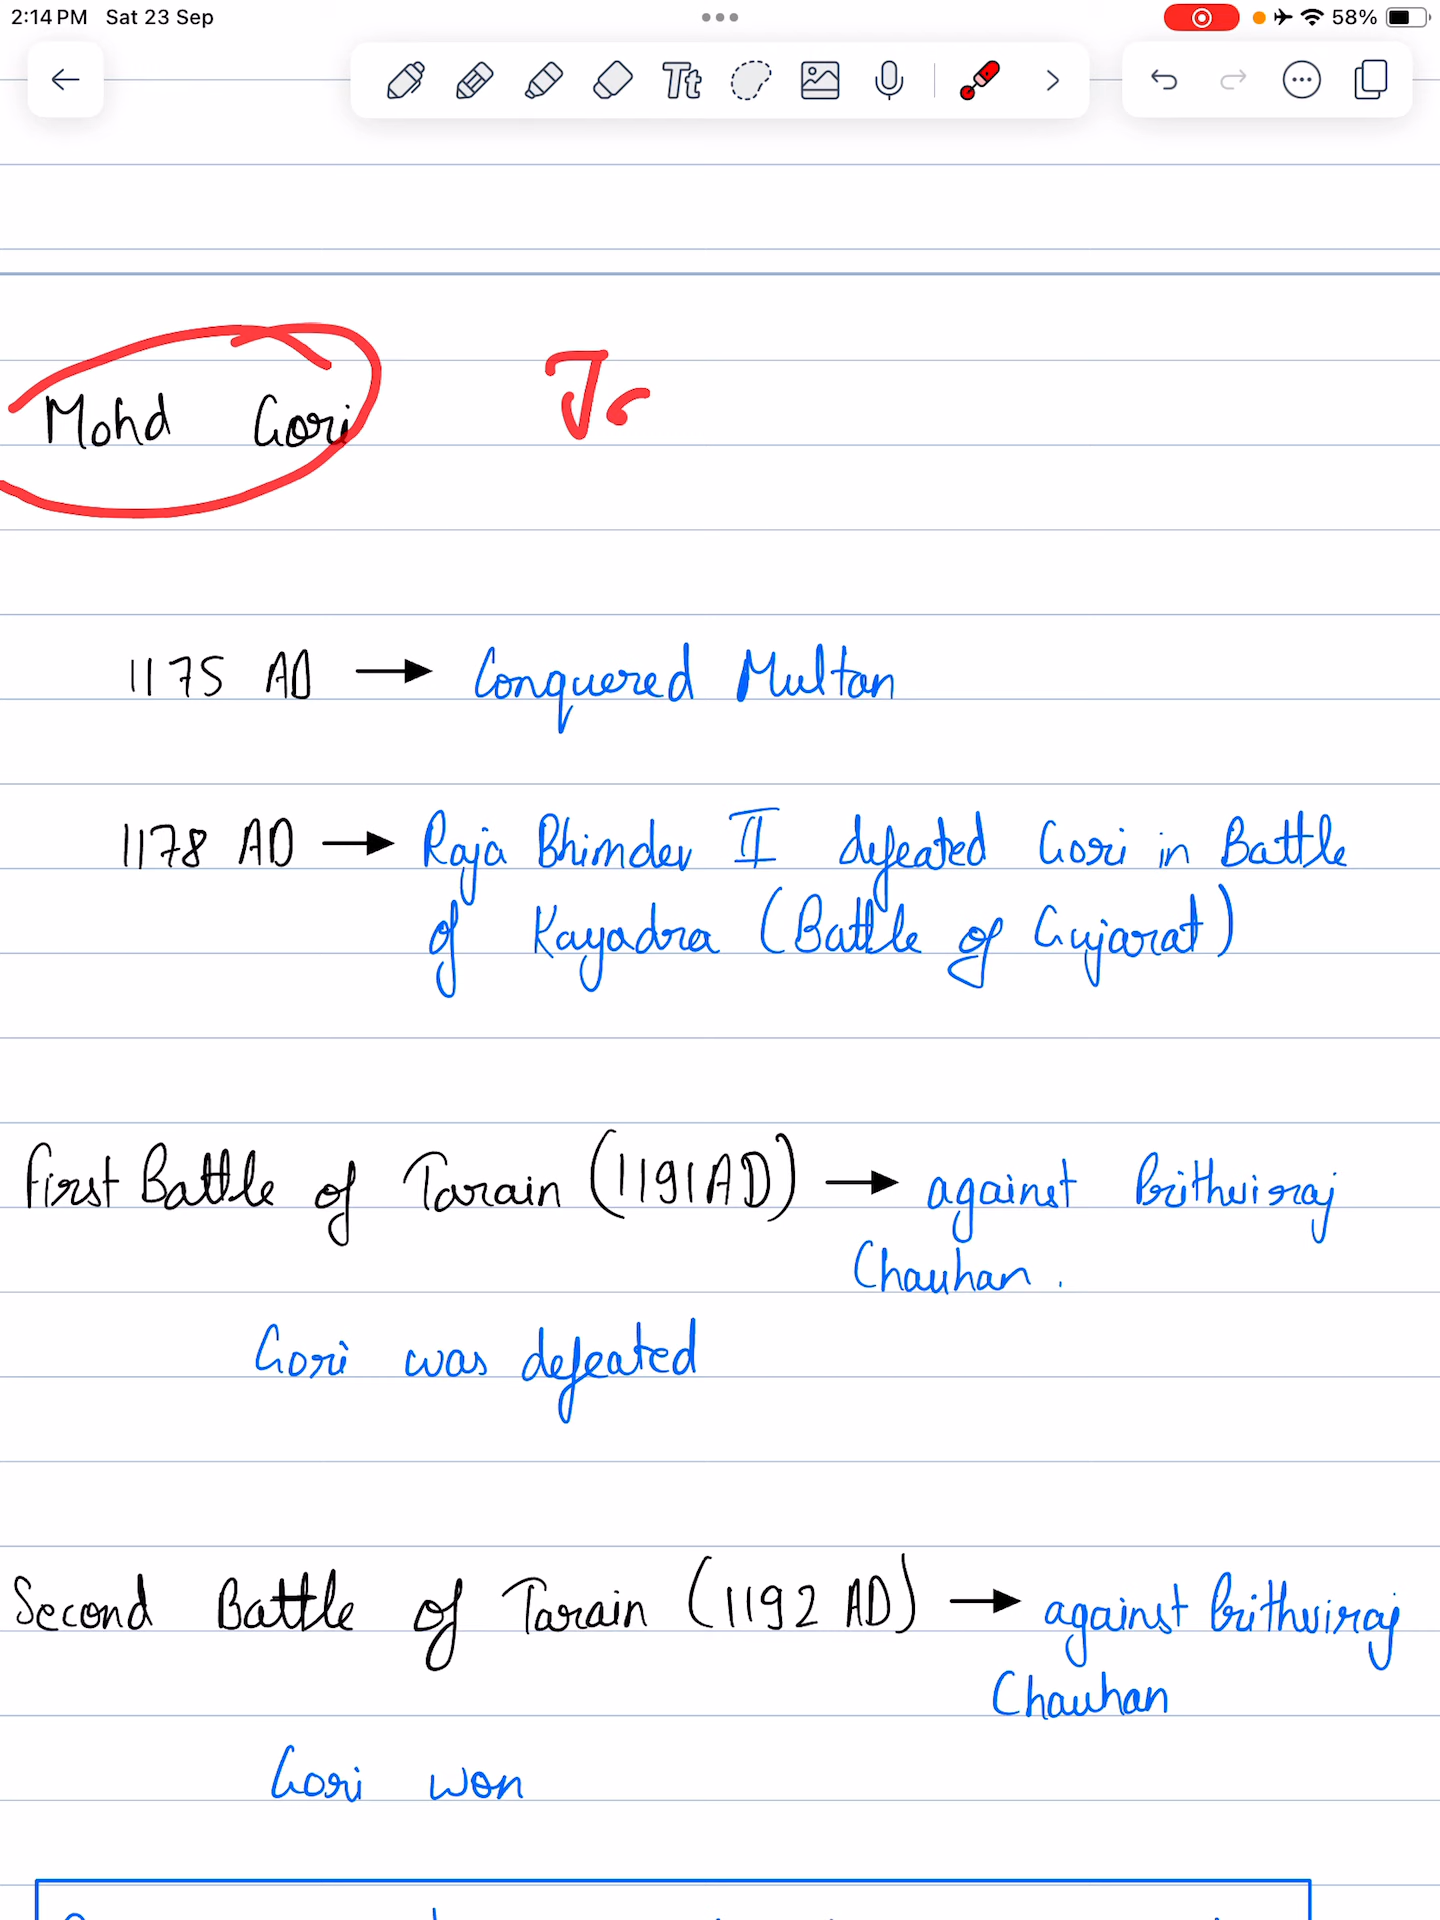 2:14 PM Sat 23 Sep
58%
Tt
Mohd Gori
1175 AD → Conquered Multan
1178 AD → Raja Bhimdev II defeated Gori in Battle
of Kayadra (Battle of Gujarat)
First Battle of Tarain (1191AD) → against Prithviraj
Chauhan.
Gori was defeated
Second Battle of Tarain (1192 AD) → against Prithviraj
Chauhan
Gori won